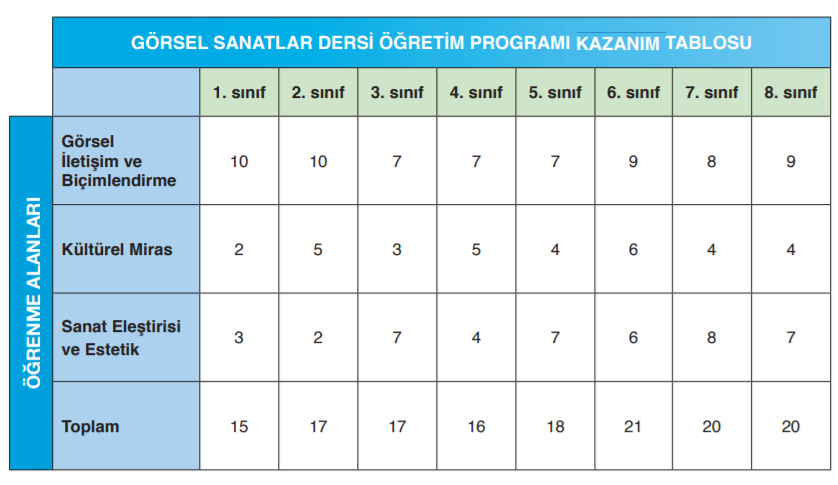 GÖRSEL SANATLAR DERSİ ÖĞRETİM PROGRAMI KAZANIM TABLOSU
1. sınıf 2. sınıf 3. sınıf 4. sınıf 5. sınıf 6. sınıf 7. sınıf 8. sınıf
ÖĞRENME ALANLARI
Görsel
İletişim ve
Biçimlendirme
10 10 7 7 7 9 8 9
Kültürel Miras 2 5 3 5 4 6 4 4
Sanat Eleştirisi
ve Estetik
3 2 7 4 7 6 8 7
Toplam 15 17 17 16 18 21 20 20